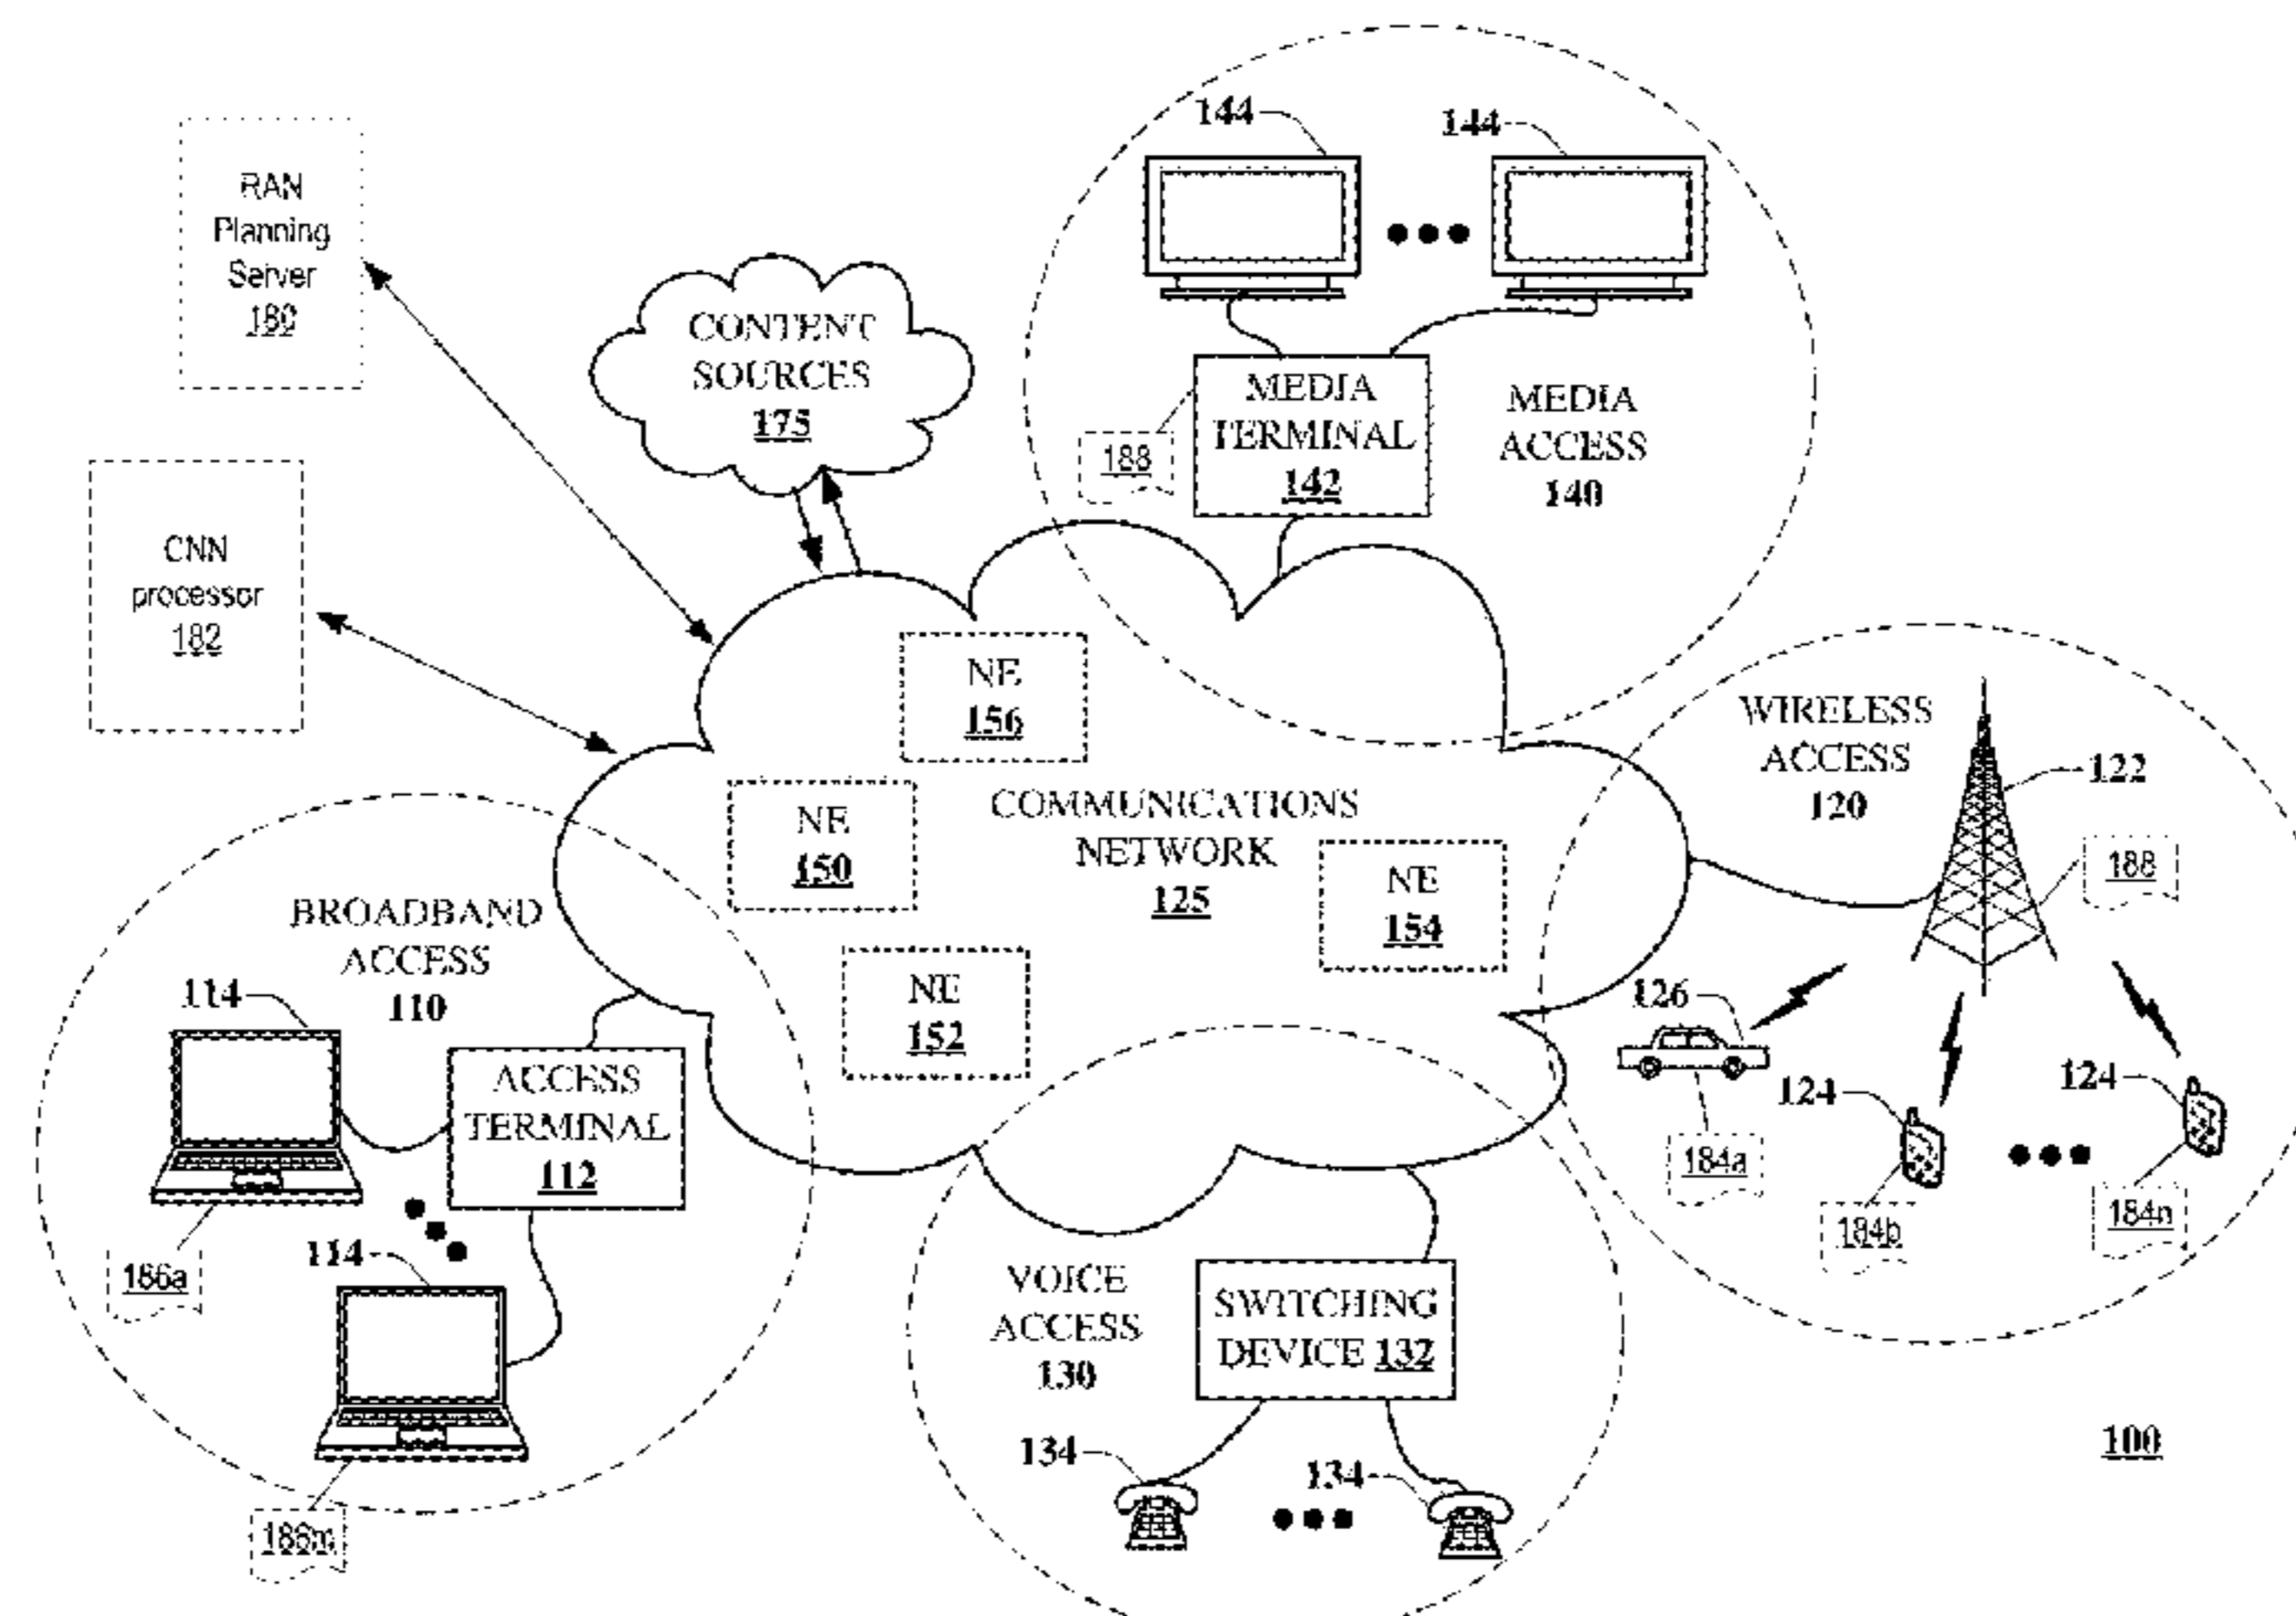 144
144
RAN
Planning
Server
180
CONTENT
SOURCES
175
MEDIA
TERMINAL
142
188
MEDIA
ACCESS
140
CNN
processor
182
NE
156
WIRELESS
ACCESS
120
122
188
NE
150
COMMUNICATIONS
NETWORK
125
NE
154
NE
152
BROADBAND
ACCESS
110
114
ACCESS
TERMINAL
112
186a
114
126
124
124
184a
184b
184n
VOICE
ACCESS
130
SWITCHING
DEVICE 132
134
134
100